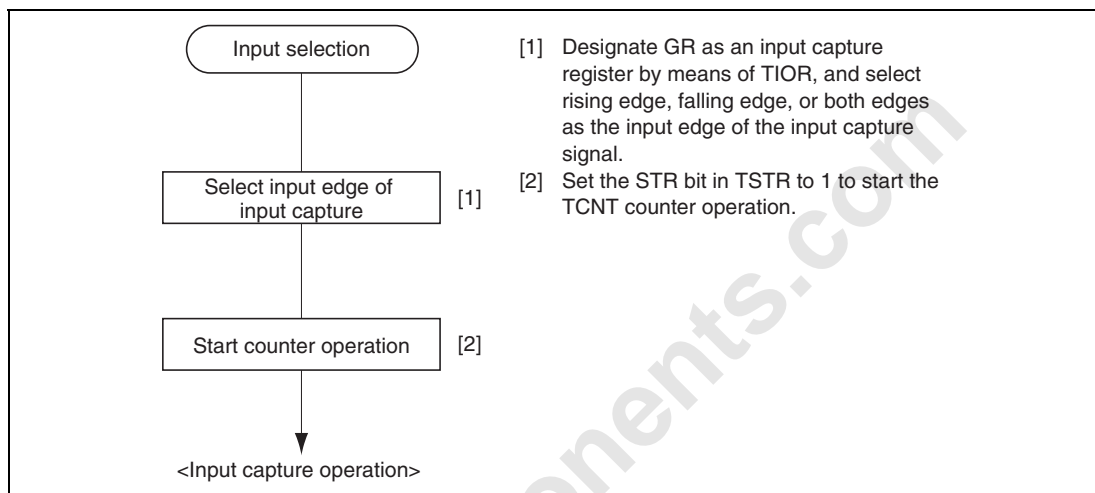 Input selection
Select input edge of
input capture
[1]
Start counter operation
[2]
<Input capture operation>
[1] Designate GR as an input capture
register by means of TIOR, and select
rising edge, falling edge, or both edges
as the input edge of the input capture
signal.
[2] Set the STR bit in TSTR to 1 to start the
TCNT counter operation.
onents.com